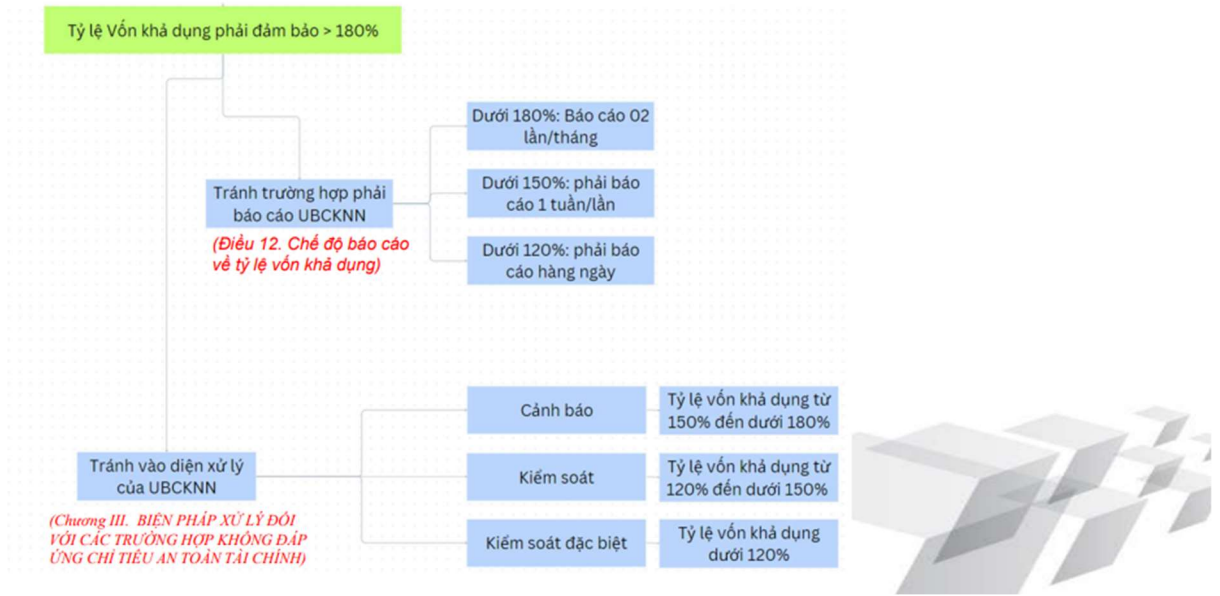 Tỷ lệ Vốn khả dụng phải đảm bảo > 180%
Dưới 180%: Báo cáo 02
lần/tháng
Tránh trường hợp phải
báo cáo UBCKNN
(Điều 12. Chế độ báo cáo
về tỷ lệ vốn khả dụng)
Dưới 150%: phải báo
cáo 1 tuần/lần
Dưới 120%: phải báo
cáo hàng ngày
Tránh vào diện xử lý
của UBCKNN
(Chương III. BIỆN PHÁP XỬ LÝ ĐỐI
VỚI CÁC TRƯỜNG HỢP KHÔNG ĐÁP
ỨNG CHỈ TIÊU AN TOÀN TÀI CHÍNH)
Cảnh báo
Tỷ lệ vốn khả dụng từ
150% đến dưới 180%
Kiểm soát
Tỷ lệ vốn khả dụng từ
120% đến dưới 150%
Kiểm soát đặc biệt
Tỷ lệ vốn khả dụng
dưới 120%